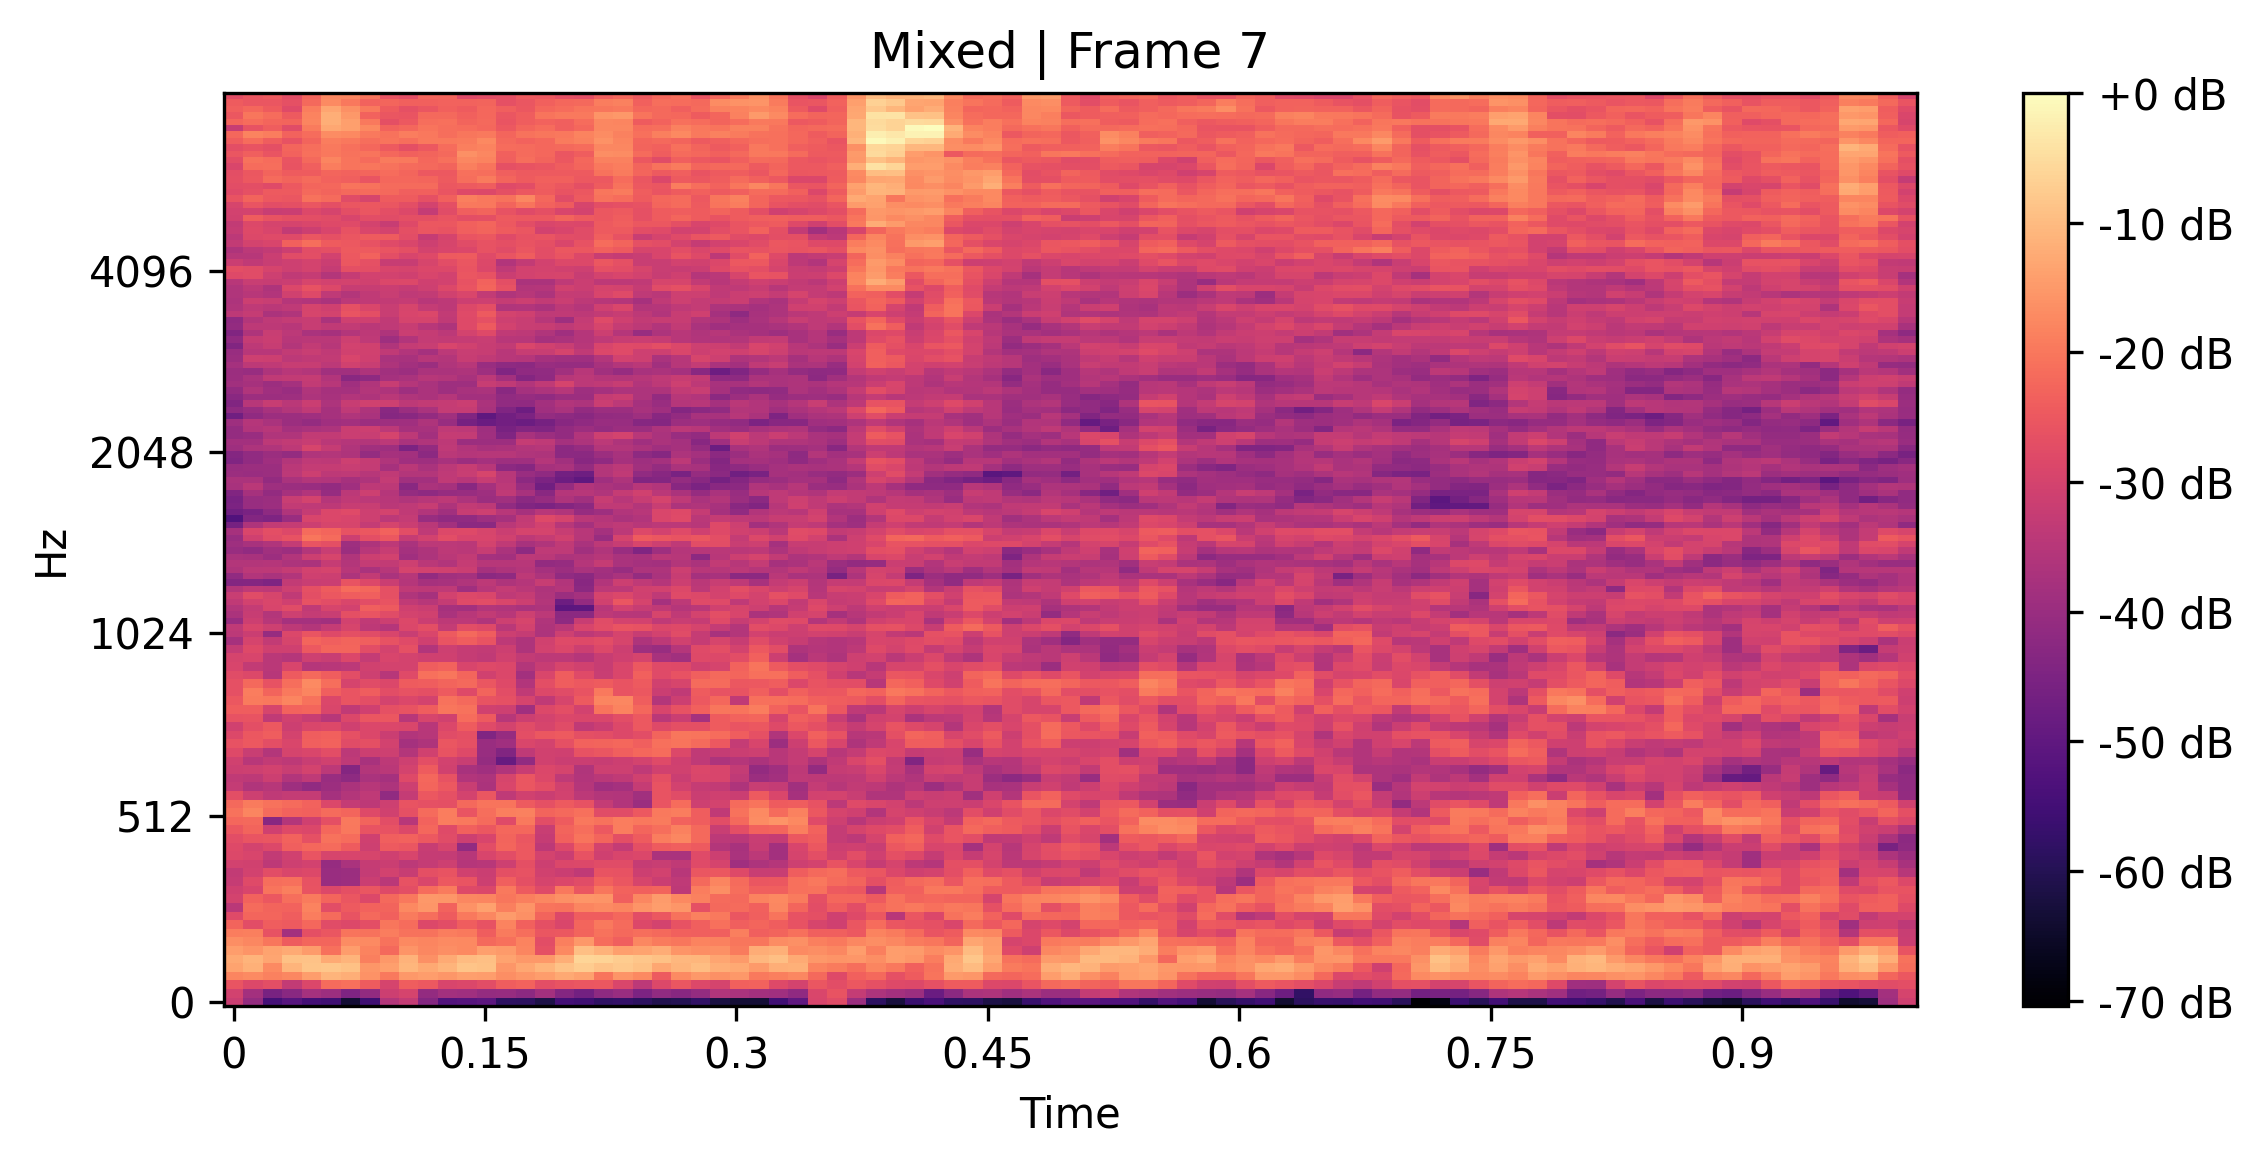 Mixed | Frame 7
Hz
4096
2048
1024
512
0
0 0.15 0.3 0.45 0.6 0.75 0.9
Time
+0 dB
-10 dB
-20 dB
-30 dB
-40 dB
-50 dB
-60 dB
-70 dB